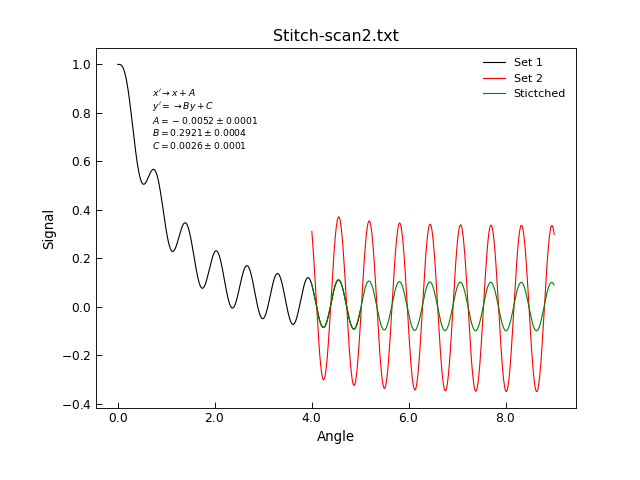 Stitch-scan2.txt
Set 1
Set 2
Stictched
x′→x+A
y′=→By+C
A=−0.0052±0.0001
B=0.2921±0.0004
C=0.0026±0.0001
1.0
0.8
0.6
0.4
0.2
0.0
−0.2
−0.4
Signal
0.0 2.0 4.0 6.0 8.0
Angle